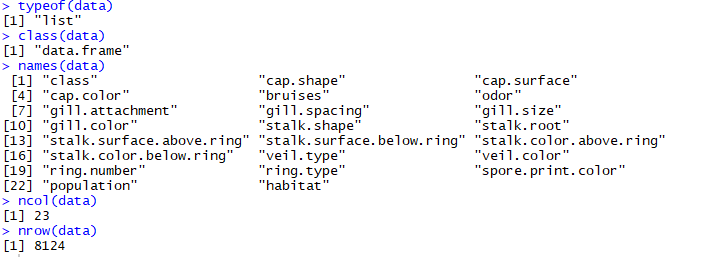 > typeof(data)
[1] "list"
> class(data)
[1] "data.frame"
> names(data)
 [1] "class"                    "cap.shape"                "cap.surface"
 [4] "cap.color"                "bruises"                  "odor"
 [7] "gill.attachment"          "gill.spacing"             "gill.size"
[10] "gill.color"               "stalk.shape"              "stalk.root"
[13] "stalk.surface.above.ring" "stalk.surface.below.ring" "stalk.color.above.ring"
[16] "stalk.color.below.ring"   "veil.type"                "veil.color"
[19] "ring.number"              "ring.type"                "spore.print.color"
[22] "population"               "habitat"
> ncol(data)
[1] 23
> nrow(data)
[1] 8124